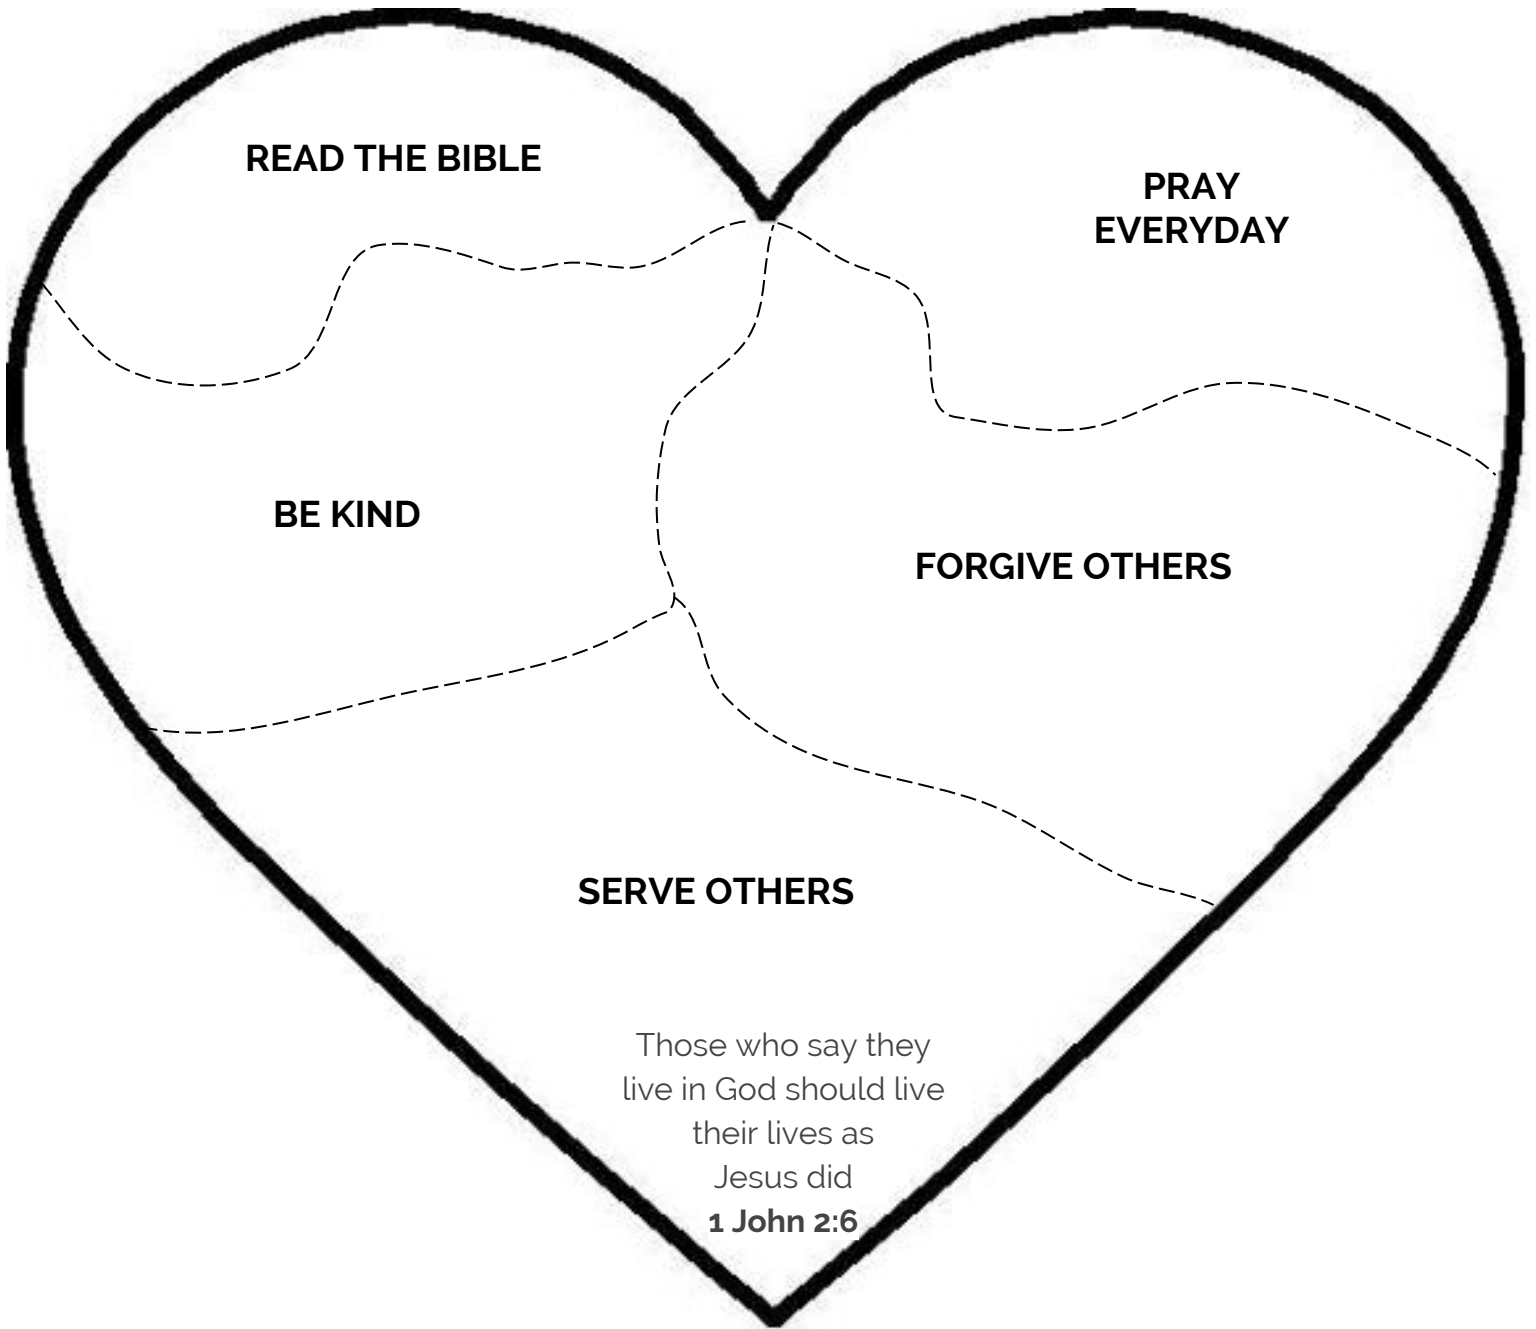 READ THE BIBLE
PRAY
EVERYDAY
BE KIND
FORGIVE OTHERS
SERVE OTHERS
Those who say they
live in God should live
their lives as
Jesus did
1 John 2:6